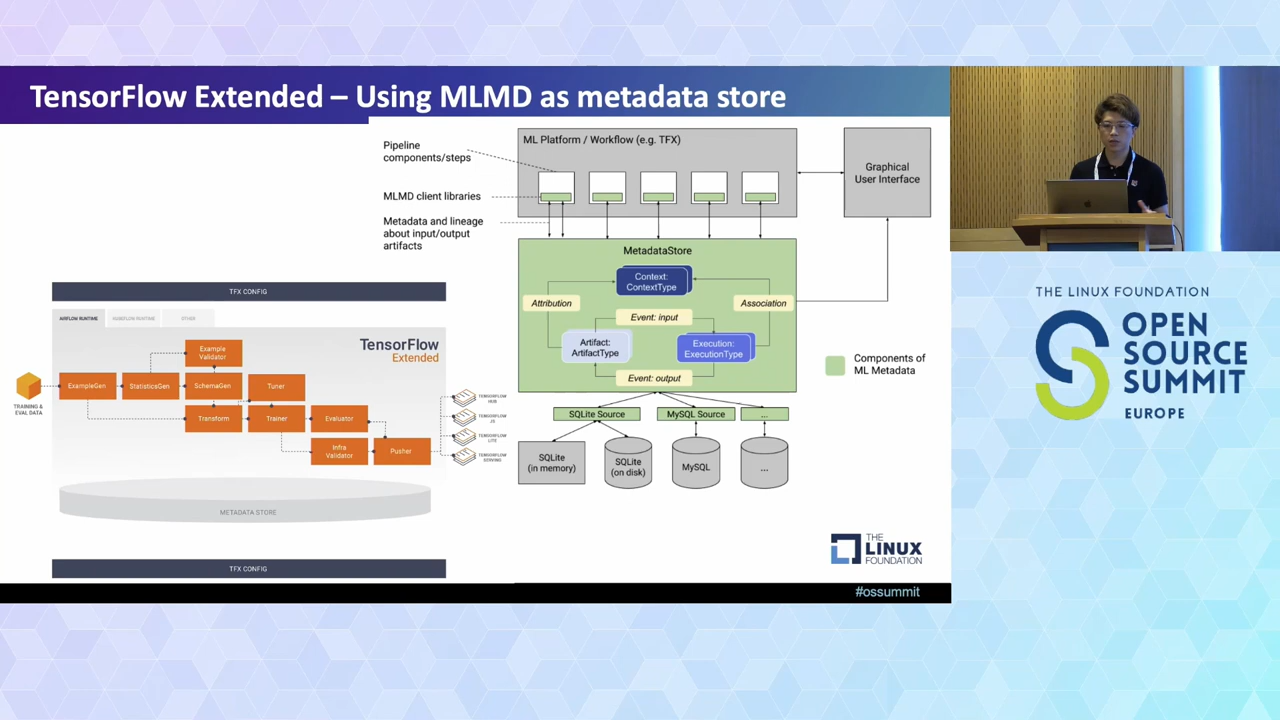 TensorFlow Extended – Using MLMD as metadata store
Pipeline
components/steps
MLMD client libraries
Metadata and lineage
about input/output
artifacts
ML Platform / Workflow (e.g. TFX)
Graphical
User Interface
MetadataStore
Context:
ContextType
Attribution
Association
Event: input
Artifact:
ArtifactType
Execution:
ExecutionType
Event: output
Components of
ML Metadata
SQLite Source
MySQL Source
...
SQLite
(in memory)
SQLite
(on disk)
MySQL
...
TFX CONFIG
AIRFLOW RUNTIME
KUBEFLOW RUNTIME
TensorFlow
Extended
Example
Validator
ExampleGen
StatisticsGen
SchemaGen
Tuner
Transform
Trainer
Evaluator
Infra
Validator
Pusher
TRAINING &
EVAL DATA
TENSORFLOW
HUB
TENSORFLOW
JS
TENSORFLOW
LITE
TENSORFLOW
SERVING
METADATA STORE
TFX CONFIG
THE
LINUX
FOUNDATION
#ossummit
THE LINUX FOUNDATION
OPEN
SOURCE
SUMMIT
EUROPE